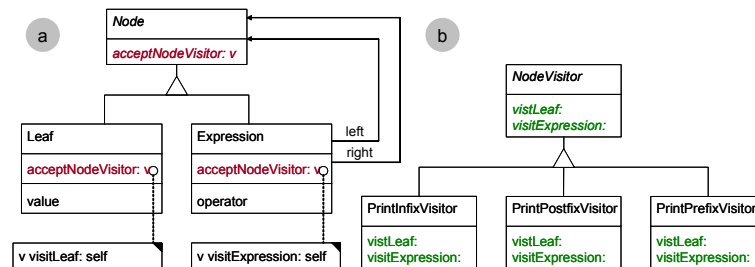 a
Node
acceptNodeVisitor: v
Leaf
acceptNodeVisitor: v
value
Expression
acceptNodeVisitor: v
operator
left
right
v visitLeaf: self
v visitExpression: self
b
NodeVisitor
vistLeaf:
visitExpression:
PrintInfixVisitor
vistLeaf:
visitExpression:
PrintPostfixVisitor
vistLeaf:
visitExpression:
PrintPrefixVisitor
vistLeaf:
visitExpression: